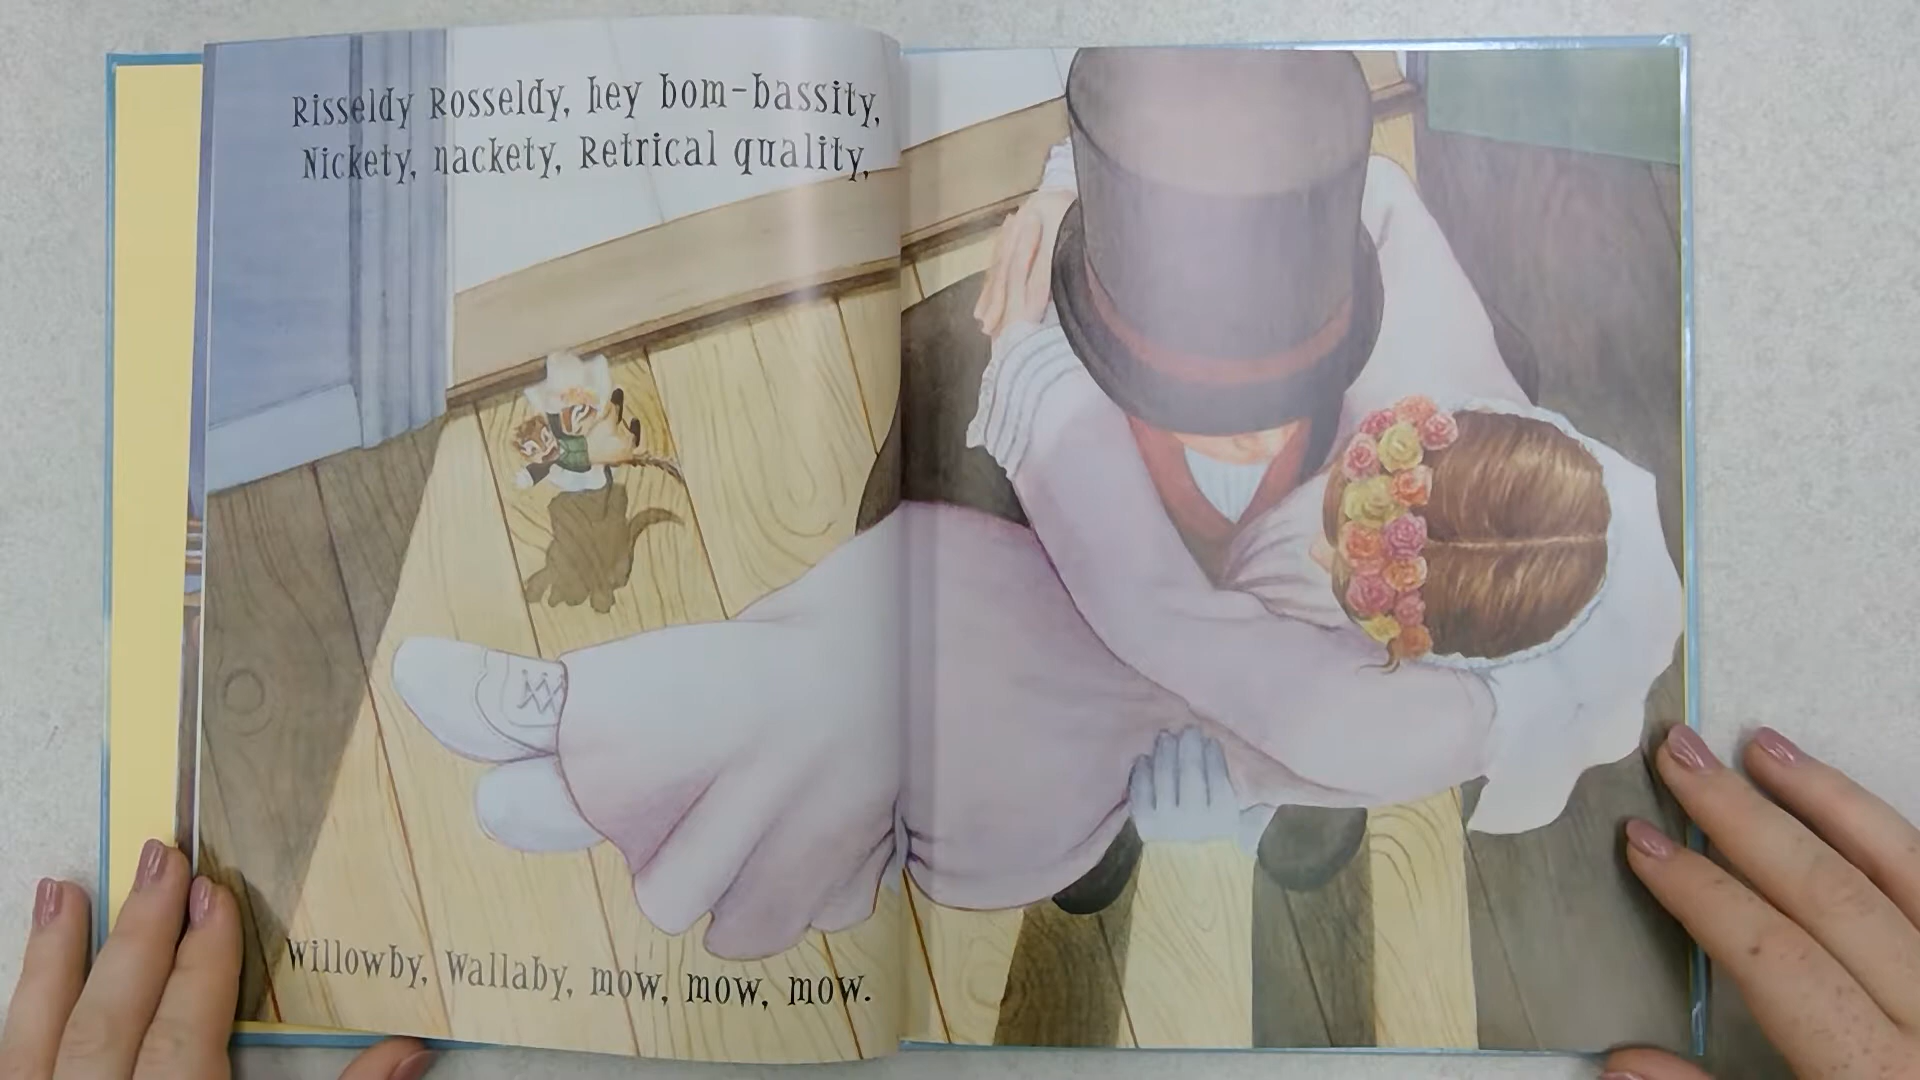 Risseldy Rosseldy, hey bom-bassity,
Nickety, nackety, Retrical quality,
Willowby, Wallaby, mow, mow, mow.